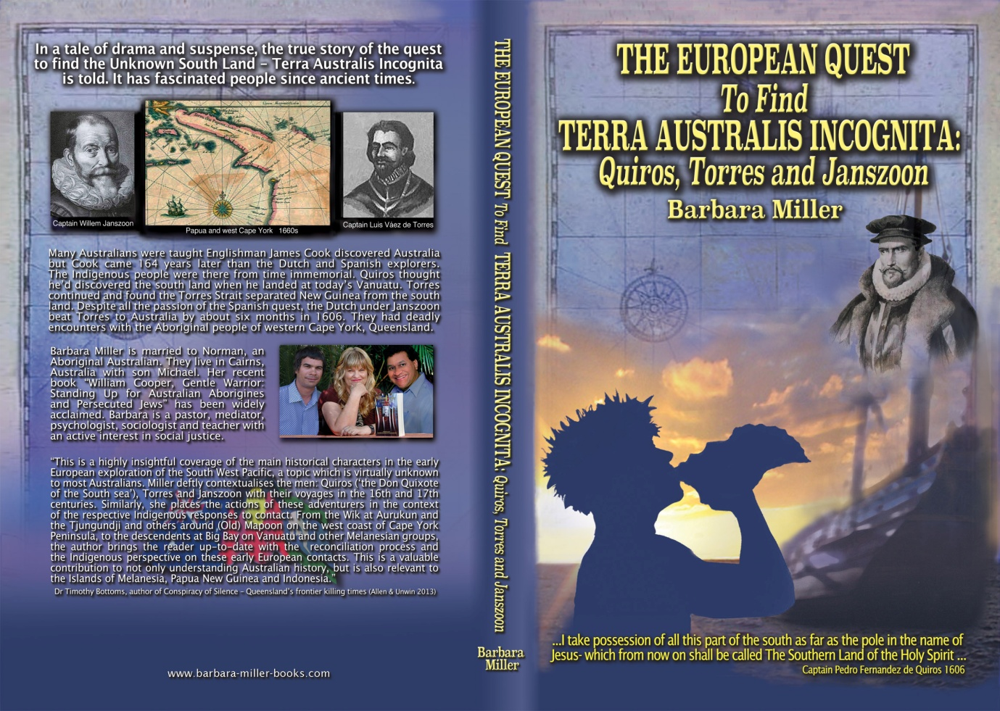 In a tale of drama and suspense, the true story of the quest
to find the Unknown South Land – Terra Australis Incognita
is told. It has fascinated people since ancient times.
Captain Willem Janszoon
Papua and west Cape York 1660s
Captain Luis Váez de Torres
Many Australians were taught Englishman James Cook discovered Australia
but Cook came 164 years later than the Dutch and Spanish explorers.
The Indigenous people were there from time immemorial. Quiros thought
he'd discovered the south land when he landed at today's Vanuatu. Torres
continued and found the Torres Strait separated New Guinea from the south
land. Despite all the passion of the Spanish quest, the Dutch under Janszoon
beat Torres to Australia by about six months in 1606. They had deadly
encounters with the Aboriginal people of western Cape York, Queensland.
Barbara Miller is married to Norman, an
Aboriginal Australian. They live in Cairns,
Australia with son Michael. Her recent
book “William Cooper, Gentle Warrior:
Standing Up for Australian Aborigines
and Persecuted Jews” has been widely
acclaimed. Barbara is a pastor, mediator,
psychologist, sociologist and teacher with
an active interest in social justice.
“This is a highly insightful coverage of the main historical characters in the early
European exploration of the South West Pacific, a topic which is virtually unknown
to most Australians. Miller deftly contextualises the men: Quiros (‘the Don Quixote
of the South sea’), Torres and Janszoon with their voyages in the 16th and 17th
centuries. Similarly, she places the actions of these adventurers in the context
of the respective Indigenous responses to contact. From the Wik at Aurukun and
the Tjungundji and others around (Old) Mapoon on the west coast of Cape York
Peninsula, to the descendents at Big Bay on Vanuatu and other Melanesian groups,
the author brings the reader up-to-date with the reconciliation process and
the Indigenous perspective on these early European contacts. This is a valuable
contribution to not only understanding Australian history, but is also relevant to
the Islands of Melanesia, Papua New Guinea and Indonesia.”
Dr Timothy Bottoms, author of Conspiracy of Silence – Queensland's frontier killing times (Allen & Unwin 2013)
www.barbara-miller-books.com
THE EUROPEAN QUEST To Find TERRA AUSTRALIS INCOGNITA: Quiros, Torres and Janszoon
Barbara
Miller
THE EUROPEAN QUEST
To Find
TERRA AUSTRALIS INCOGNITA:
Quiros, Torres and Janszoon
Barbara Miller
...I take possession of all this part of the south as far as the pole in the name of
Jesus- which from now on shall be called The Southern Land of the Holy Spirit ...
Captain Pedro Fernandez de Quiros 1606